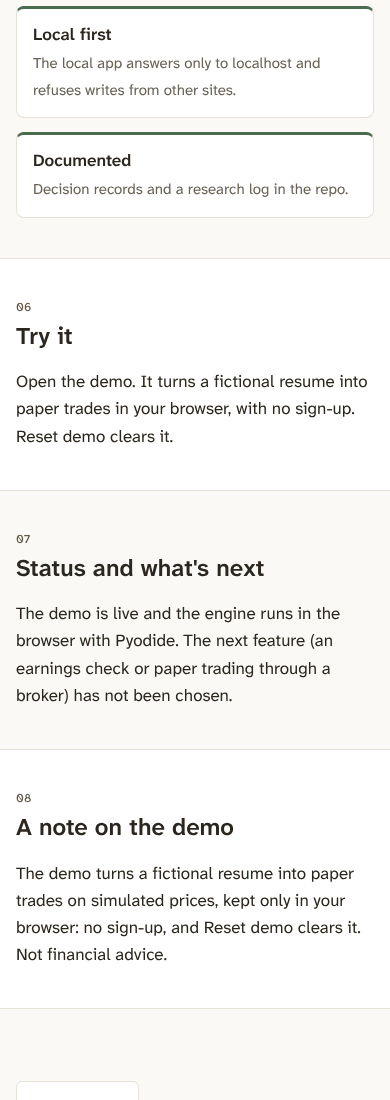 Local first
The local app answers only to localhost and
refuses writes from other sites.
Documented
Decision records and a research log in the repo.
06
Try it
Open the demo. It turns a fictional resume into
paper trades in your browser, with no sign-up.
Reset demo clears it.
07
Status and what's next
The demo is live and the engine runs in the
browser with Pyodide. The next feature (an
earnings check or paper trading through a
broker) has not been chosen.
08
A note on the demo
The demo turns a fictional resume into paper
trades on simulated prices, kept only in your
browser: no sign-up, and Reset demo clears it.
Not financial advice.